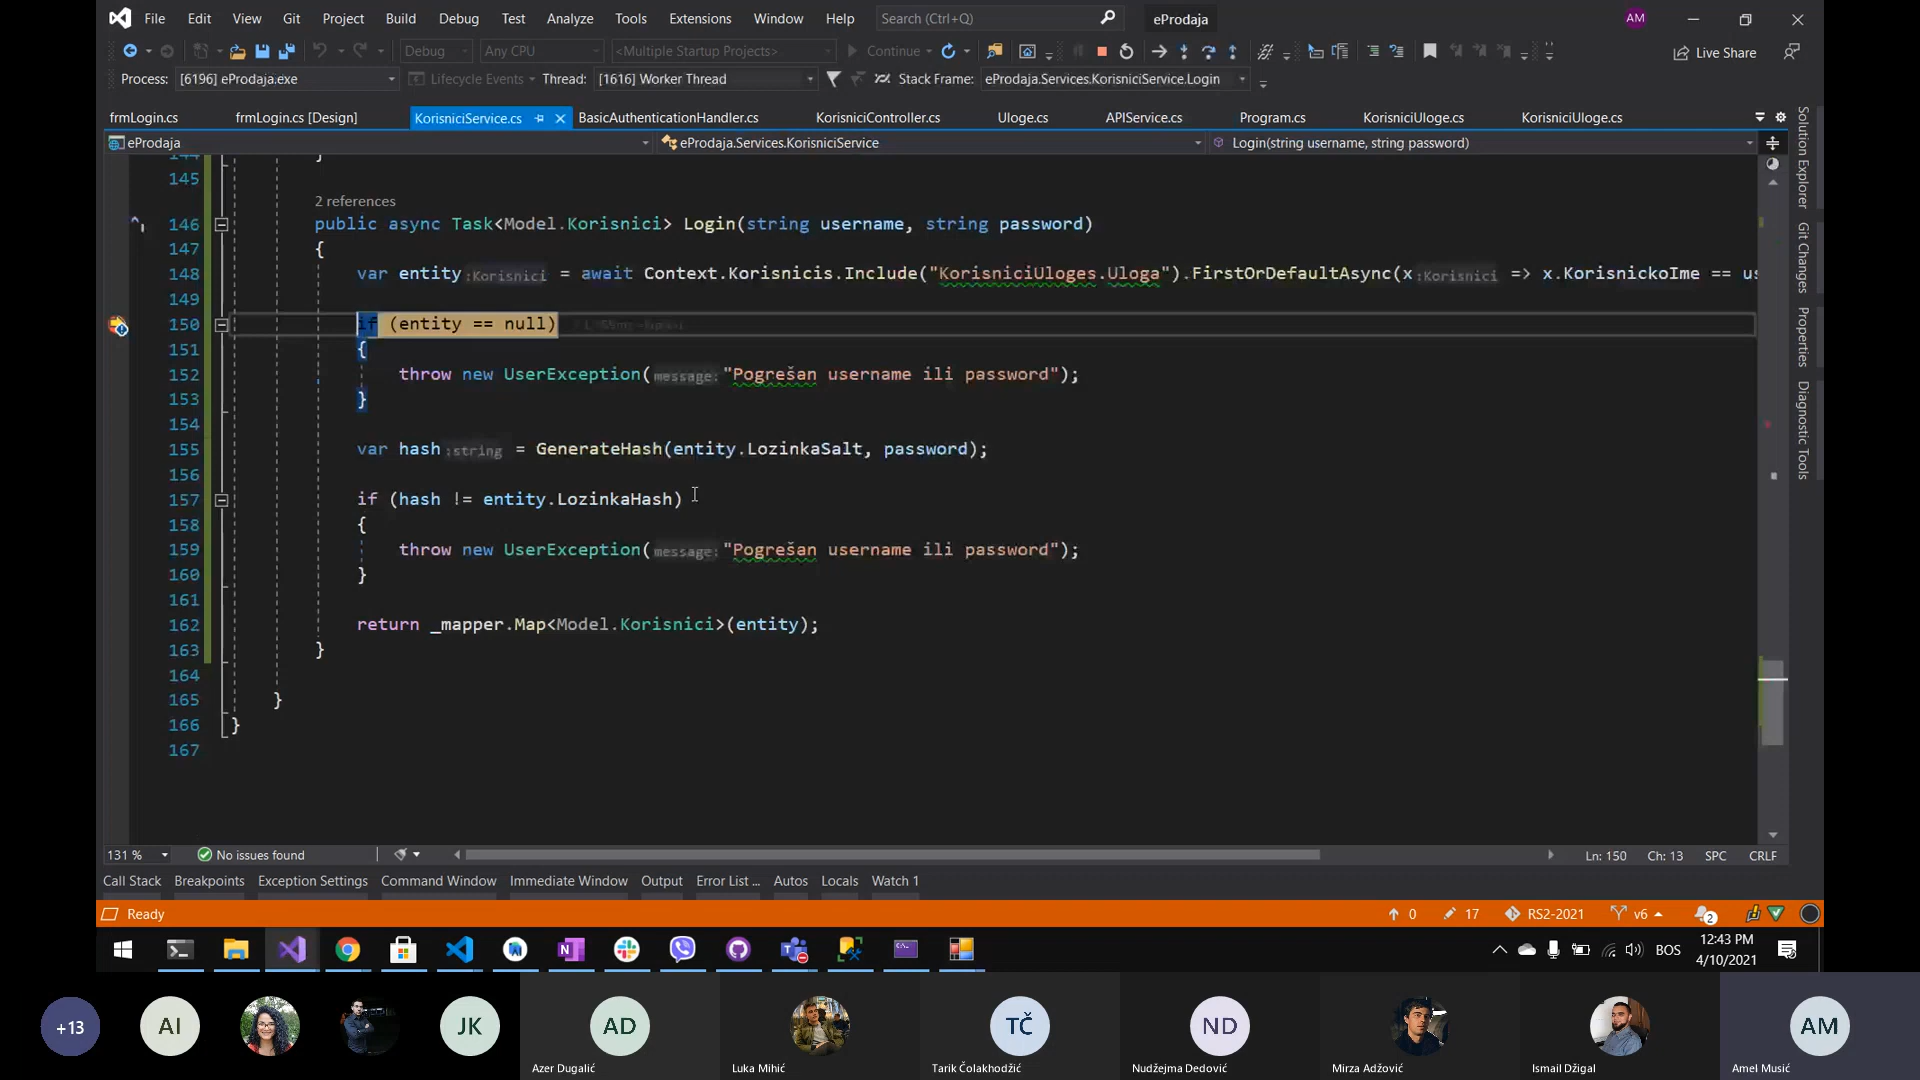 File Edit View Git Project Build Debug Test Analyze Tools Extensions Window Help Search (Ctrl+Q) eProdaja AM
Debug Any CPU <Multiple Startup Projects> Continue Live Share
Process: [6196] eProdaja.exe Lifecycle Events Thread: [1616] Worker Thread Stack Frame: eProdaja.Services.KorisniciService.Login
frmLogin.cs frmLogin.cs [Design] KorisniciService.cs BasicAuthenticationHandler.cs KorisniciController.cs Uloge.cs APIService.cs Program.cs KorisniciUloge.cs KorisniciUloge.cs
eProdaja eProdaja.Services.KorisniciService Login(string username, string password)
144 }
145
2 references
146 public async Task<Model.Korisnici> Login(string username, string password)
147 {
148 var entity :Korisnici = await Context.Korisnicis.Include("KorisniciUloges.Uloga").FirstOrDefaultAsync(x :Korisnici => x.KorisnickoIme == us
149
150 if (entity == null)
151 {
152 throw new UserException( message: "Pogrešan username ili password");
153 }
154
155 var hash :string = GenerateHash(entity.LozinkaSalt, password);
156
157 if (hash != entity.LozinkaHash)
158 {
159 throw new UserException( message: "Pogrešan username ili password");
160 }
161
162 return _mapper.Map<Model.Korisnici>(entity);
163 }
164
165 }
166 }
167
Solution Explorer
Git Changes
Properties
Diagnostic Tools
131 % No issues found Ln: 150 Ch: 13 SPC CRLF
Call Stack Breakpoints Exception Settings Command Window Immediate Window Output Error List ... Autos Locals Watch 1
Ready 0 17 RS2-2021 v6 2
BOS 12:43 PM
4/10/2021
+13 AI JK AD TČ ND AM
Azer Dugalić Luka Mihić Tarik Čolakhodžić Nudžejma Dedović Mirza Adžović Ismail Džigal Amel Musić